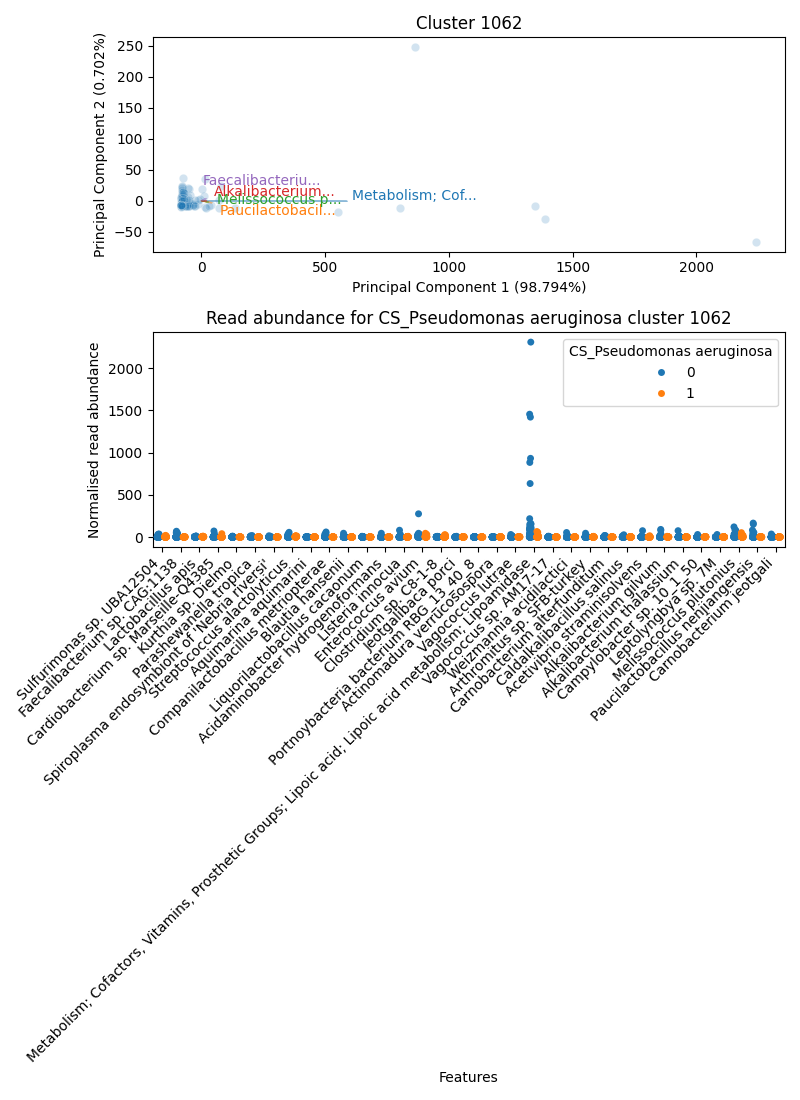 Cluster 1062
Principal Component 2 (0.702%)
250
200
150
100
50
0
−50
Faecalibacteriu...
Alkalibacterium...
Melissococcus p...
Paucilactobacil...
Metabolism; Cof...
0
500
1000
1500
2000
Principal Component 1 (98.794%)
Read abundance for CS_Pseudomonas aeruginosa cluster 1062
Normalised read abundance
2000
1500
1000
500
0
CS_Pseudomonas aeruginosa
0
1
Sulfurimonas sp. UBA12504
Faecalibacterium sp. CAG:1138
Lactobacillus apis
Cardiobacterium sp. Marseille-Q4385
Kurthia sp. Dielmo
Parashewanella tropica
Spiroplasma endosymbiont of 'Nebria riversi'
Streptococcus alactolyticus
Aquimarina aquimarini
Companilactobacillus metriopterae
Blautia hansenii
Liquorilactobacillus cacaonum
Acidaminobacter hydrogenoformans
Listeria innocua
Enterococcus avium
Clostridium sp. C8-1-8
Jeotgalibaca porci
Portnoybacteria bacterium RBG_13_40_8
Actinomadura verrucosospora
Vagococcus lutrae
Metabolism; Cofactors, Vitamins, Prosthetic Groups; Lipoic acid; Lipoic acid metabolism; Lipoamidase
Vagococcus sp. AM17-17
Weizmannia acidilactici
Arthromitus sp. SFB-turkey
Carnobacterium alterfunditum
Caldalkalibacillus salinus
Acetivibrio straminisolvens
Alkalibacterium gilvum
Alkalibacterium thalassium
Campylobacter sp. 10_1_50
Leptolyngbya sp. 7M
Melissococcus plutonius
Paucilactobacillus nenjiangensis
Carnobacterium jeotgali
Features